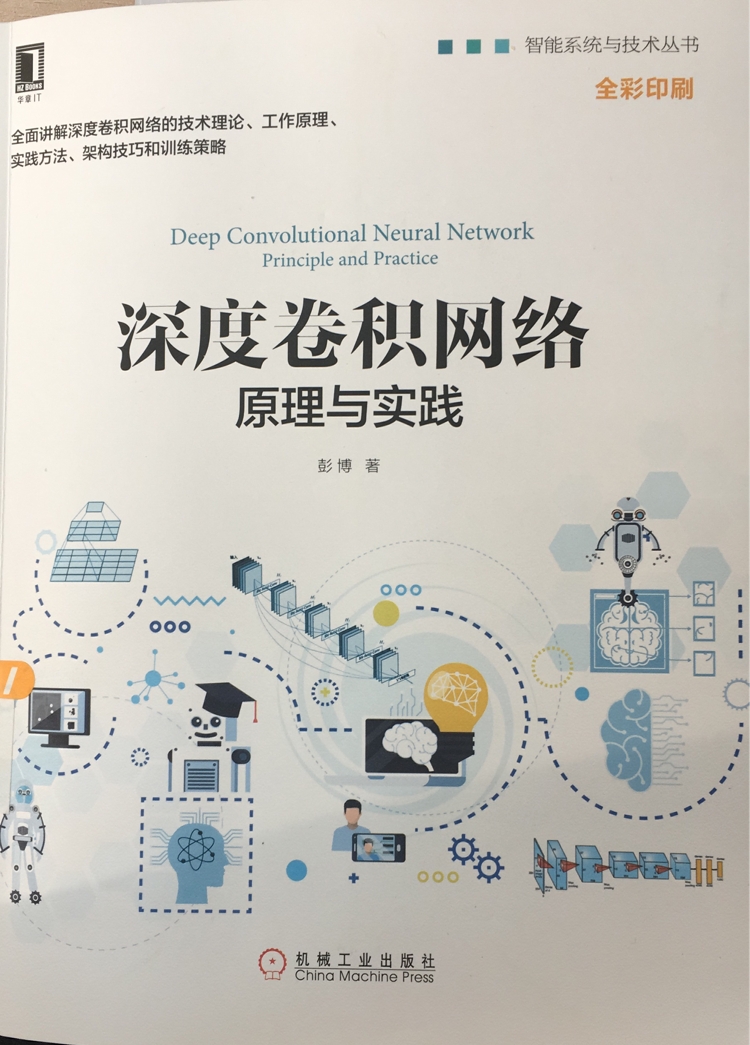 智能系统与技术丛书
HZ BOOKS
华章IT
全彩印刷
全面讲解深度卷积网络的技术理论、工作原理、
实践方法、架构技巧和训练策略
Deep Convolutional Neural Network
Principle and Practice
深度卷积网络
原理与实践
彭博 著
输入
机械工业出版社
China Machine Press